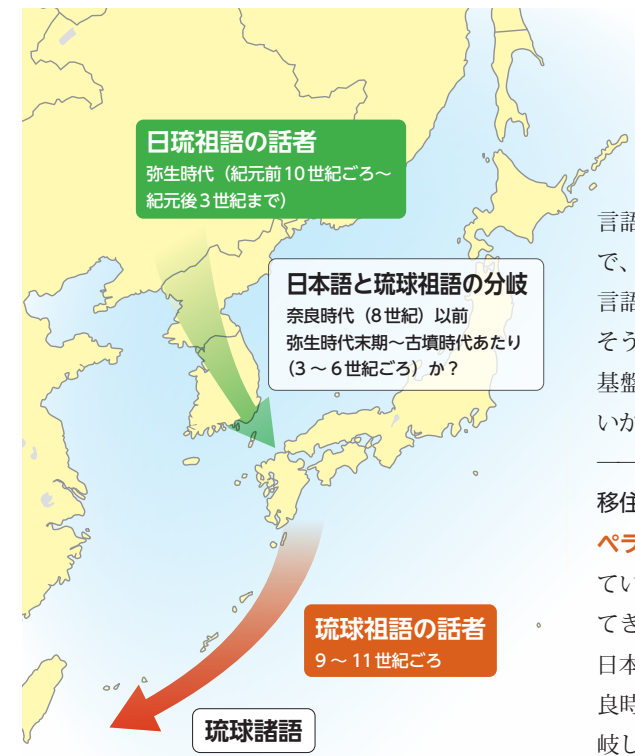 日琉祖語の話者
弥生時代（紀元前10世紀ごろ～
紀元後3世紀まで）
日本語と琉球祖語の分岐
奈良時代（8世紀）以前
弥生時代末期～古墳時代あたり
（3～6世紀ごろ）か？
琉球祖語の話者
9～11世紀ごろ
琉球諸語
言語
で、
言語
そう
基盤
いか
――
移住
ペラ
てい
てき
日本
良時
岐し